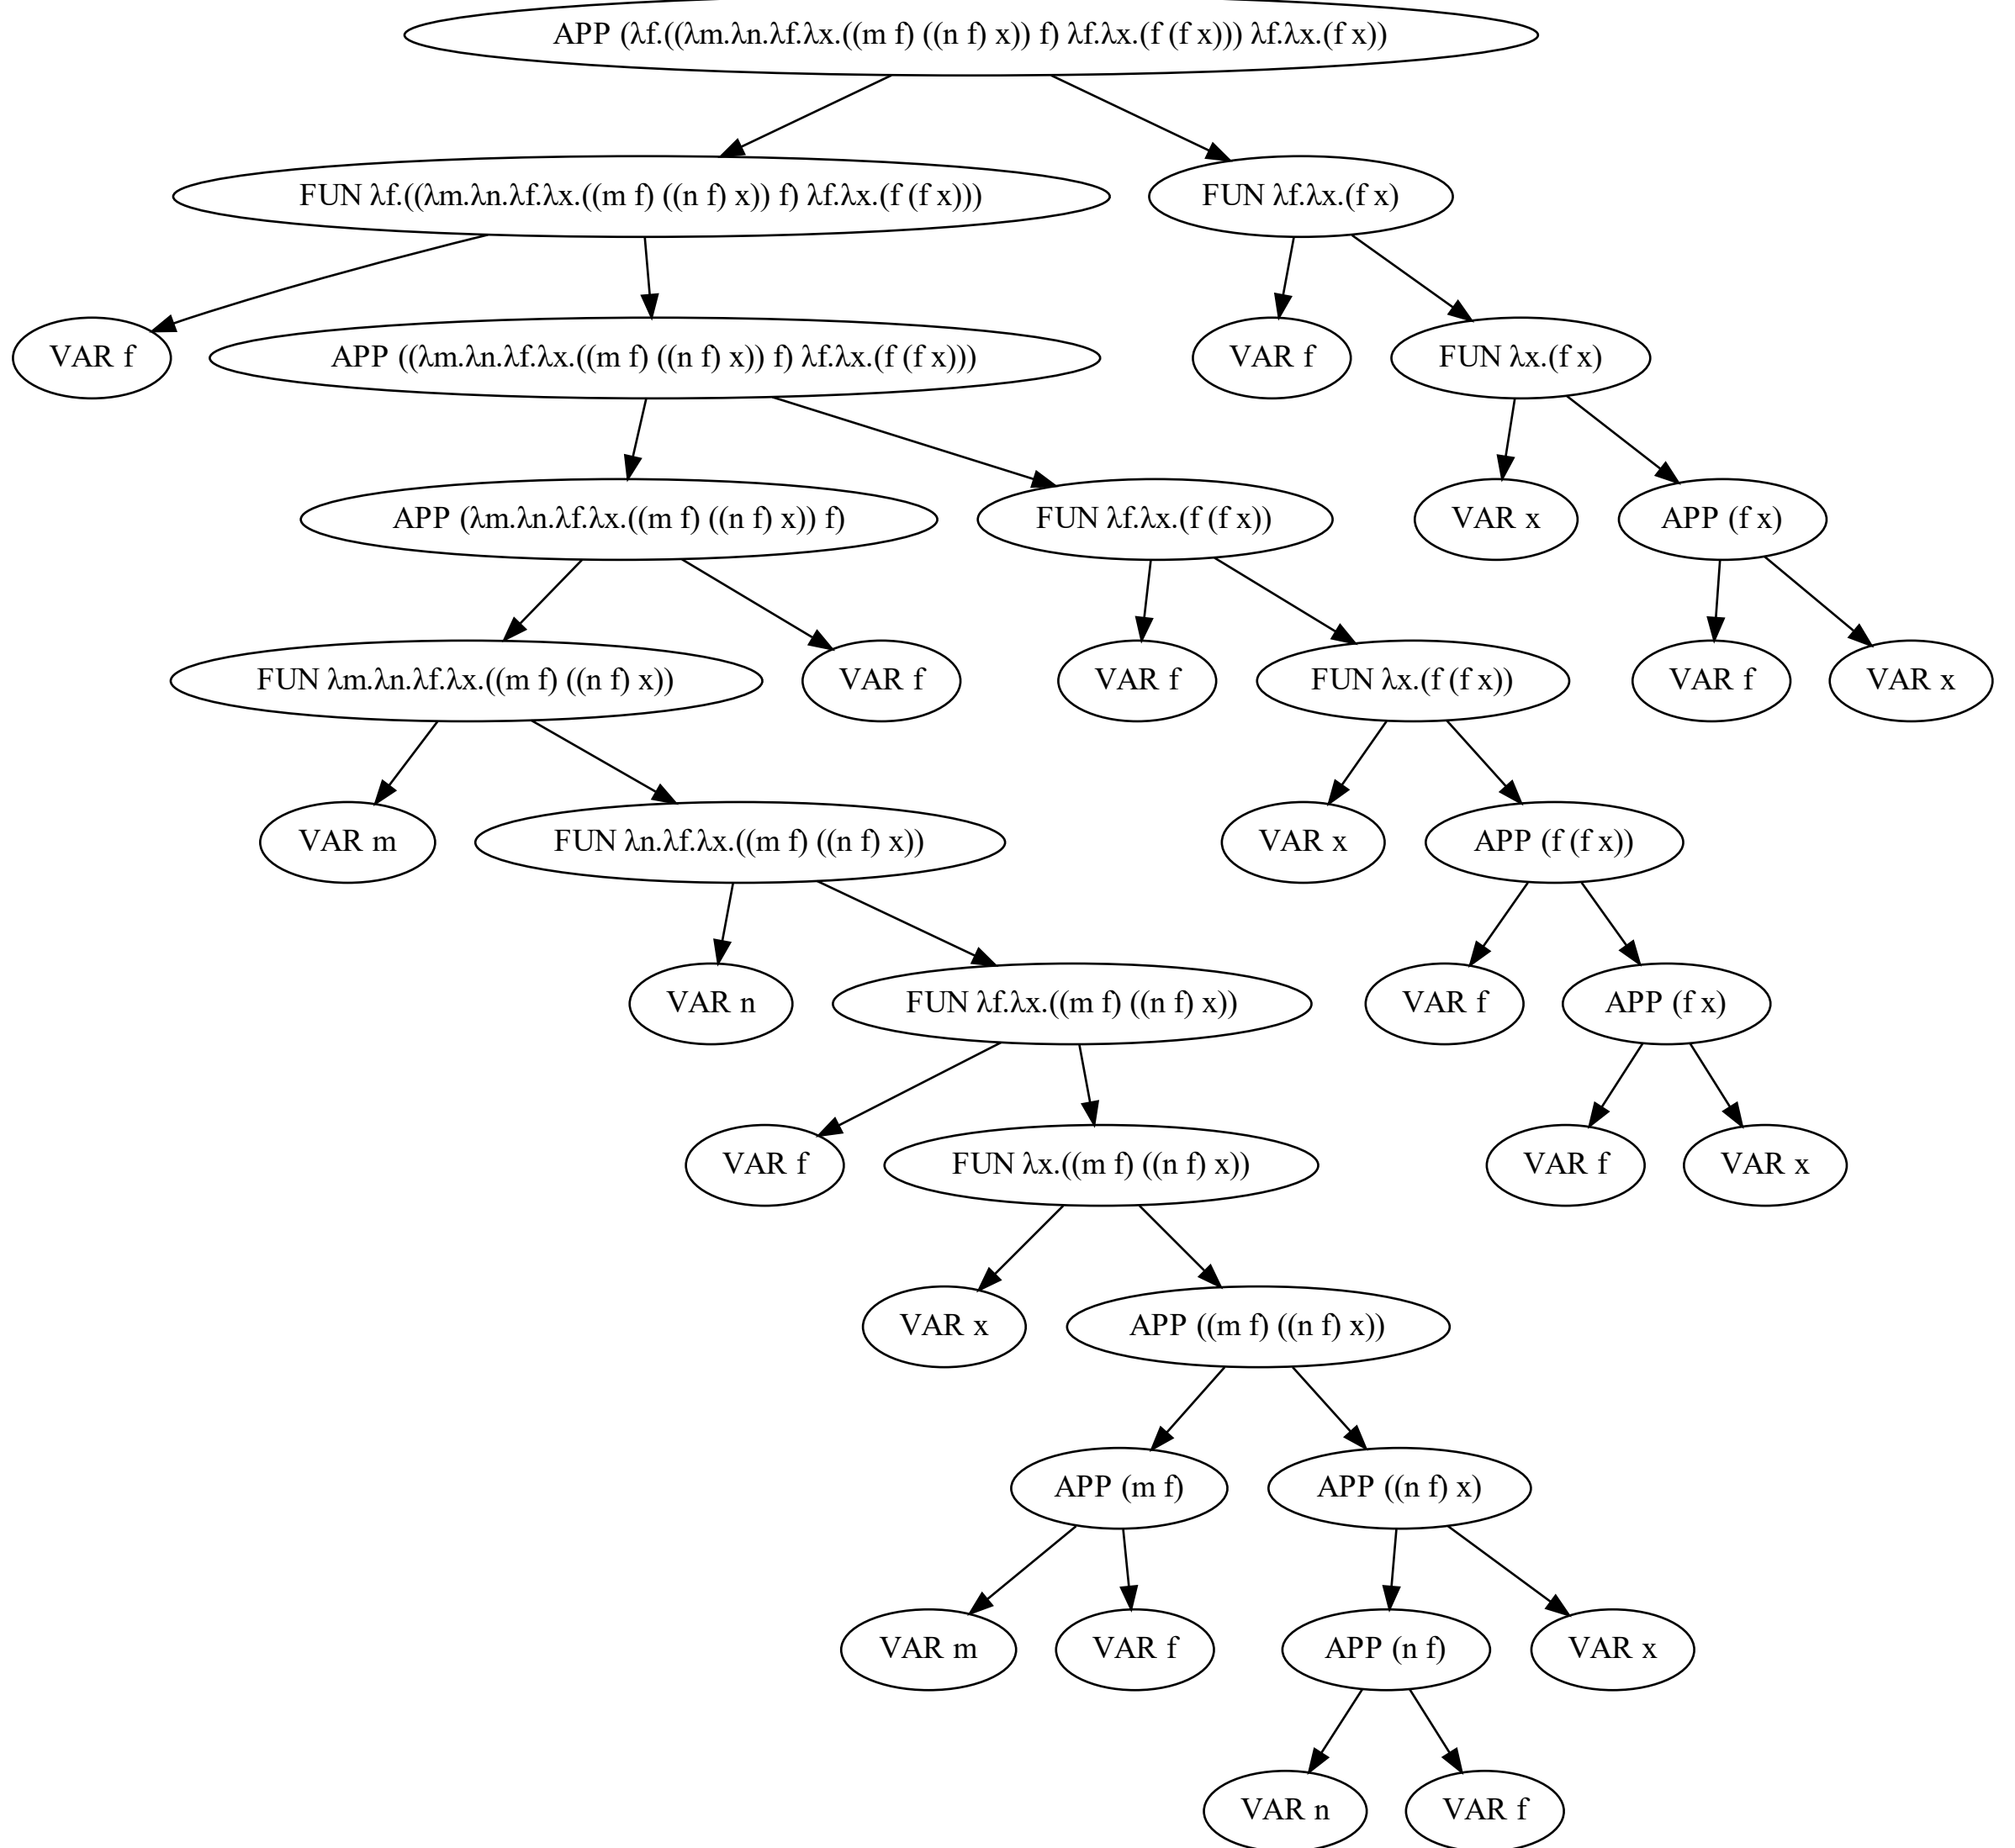 APP (λf.((λm.λn.λf.λx.((m f) ((n f) x)) f) λf.λx.(f (f x))) λf.λx.(f x))
FUN λf.((λm.λn.λf.λx.((m f) ((n f) x)) f) λf.λx.(f (f x)))
FUN λf.λx.(f x)
VAR f
APP ((λm.λn.λf.λx.((m f) ((n f) x)) f) λf.λx.(f (f x)))
VAR f
FUN λx.(f x)
APP (λm.λn.λf.λx.((m f) ((n f) x)) f)
FUN λf.λx.(f (f x))
VAR x
APP (f x)
FUN λm.λn.λf.λx.((m f) ((n f) x))
VAR f
VAR f
FUN λx.(f (f x))
VAR f
VAR x
VAR m
FUN λn.λf.λx.((m f) ((n f) x))
VAR x
APP (f (f x))
VAR n
FUN λf.λx.((m f) ((n f) x))
VAR f
APP (f x)
VAR f
FUN λx.((m f) ((n f) x))
VAR f
VAR x
VAR x
APP ((m f) ((n f) x))
APP (m f)
APP ((n f) x)
VAR m
VAR f
APP (n f)
VAR x
VAR n
VAR f